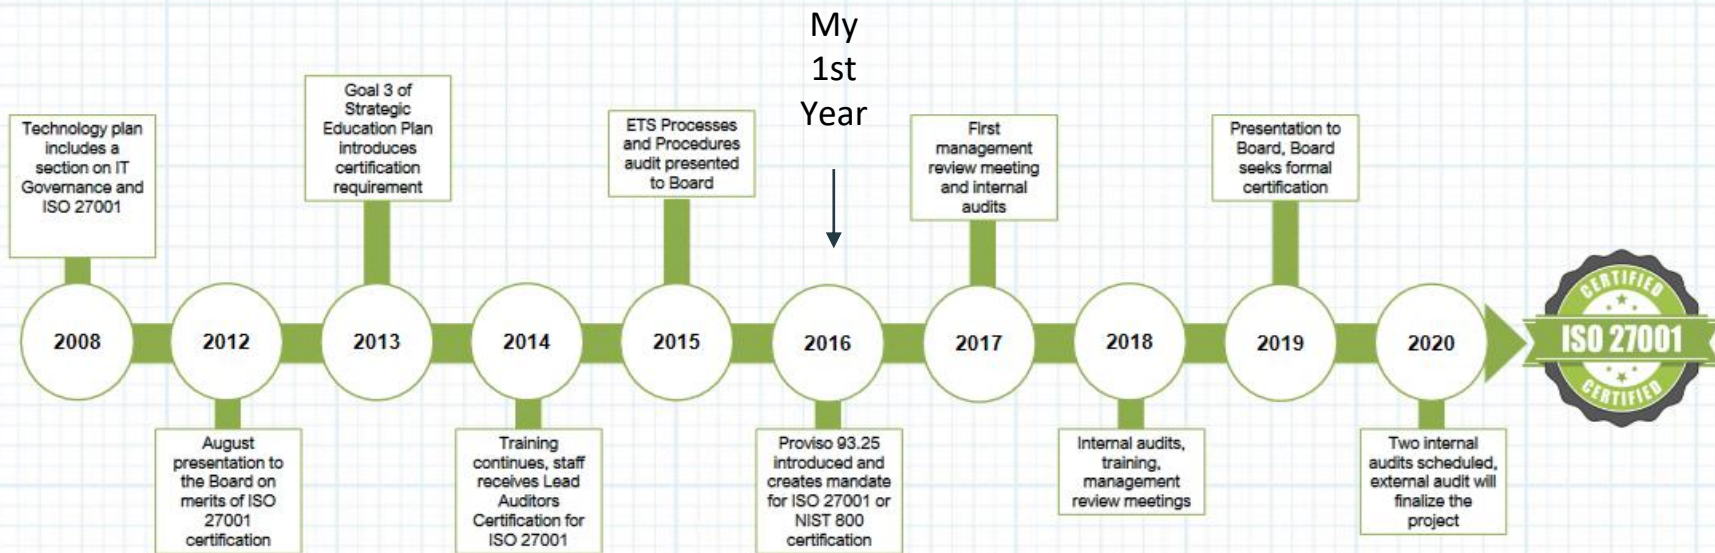 My
1st
Year
Technology plan
includes a
section on IT
Governance and
ISO 27001
Goal 3 of
Strategic
Education Plan
introduces
certification
requirement
ETS Processes
and Procedures
audit presented
to Board
First
management
review meeting
and internal
audits
Presentation to
Board, Board
seeks formal
certification
2008
2012
2013
2014
2015
2016
2017
2018
2019
2020
CERTIFIED
ISO 27001
CERTIFIED
August
presentation to
the Board on
merits of ISO
27001
certification
Training
continues, staff
receives Lead
Auditors
Certification for
ISO 27001
Proviso 93.25
introduced and
creates mandate
for ISO 27001 or
NIST 800
certification
Internal audits,
training,
management
review meetings
Two internal
audits scheduled,
external audit will
finalize the
project